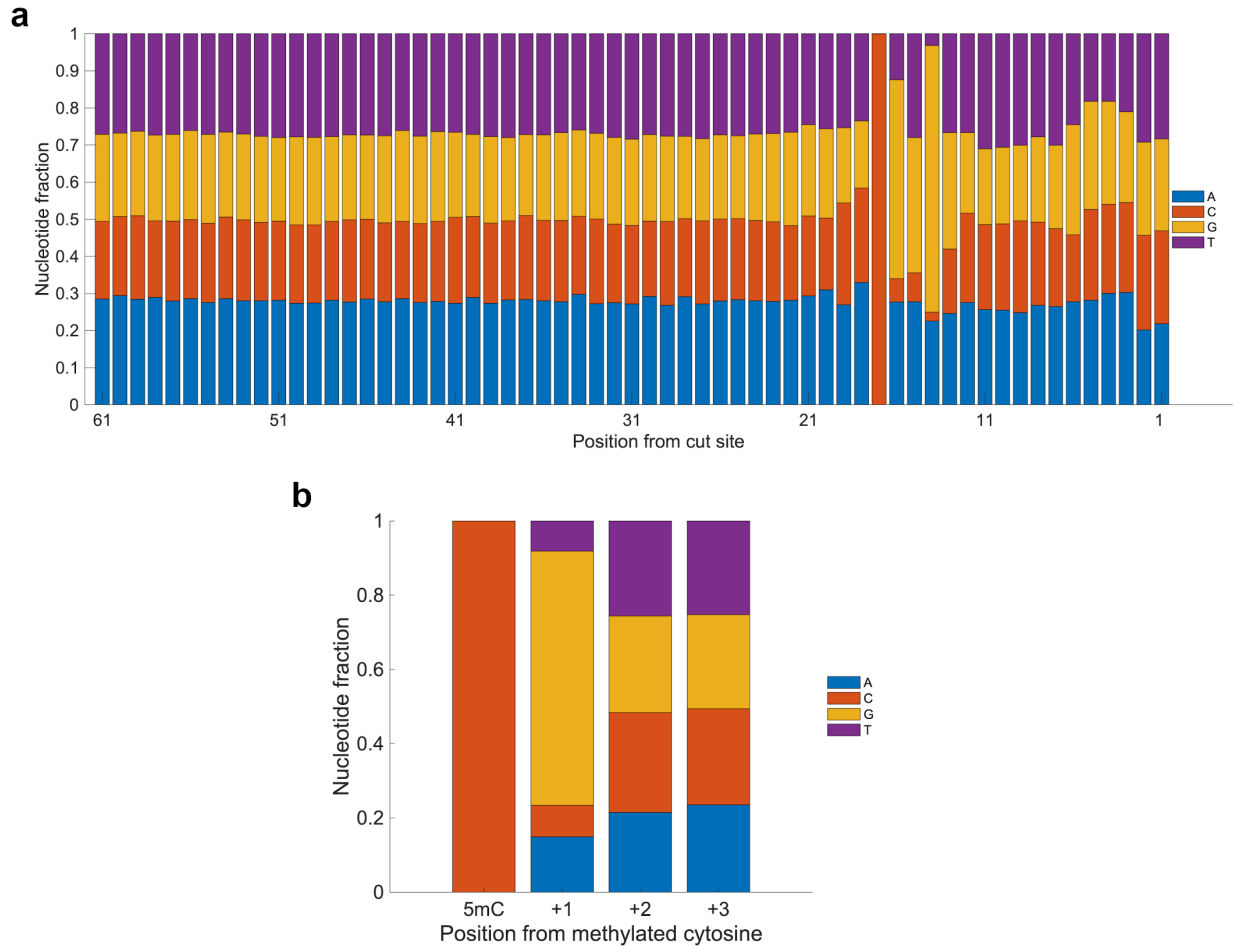 a
Nucleotide fraction
1
0.9
0.8
0.7
0.6
0.5
0.4
0.3
0.2
0.1
0
61 51 41 31 21 11 1
Position from cut site
A
C
G
T
b
Nucleotide fraction
1
0.8
0.6
0.4
0.2
0
5mC +1 +2 +3
Position from methylated cytosine
A
C
G
T